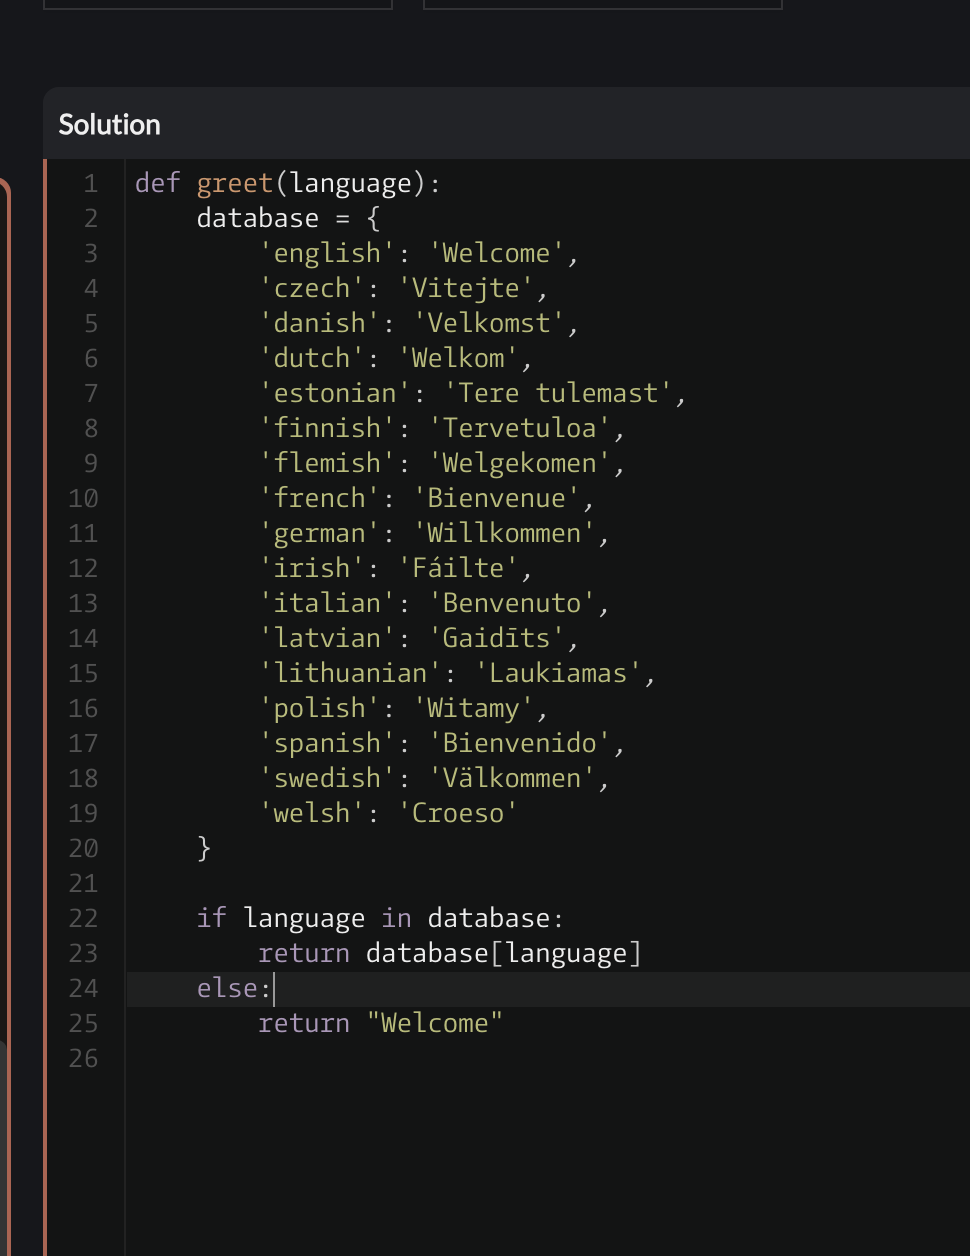 Solution
1 def greet(language):
2     database = {
3         'english': 'Welcome',
4         'czech': 'Vitejte',
5         'danish': 'Velkomst',
6         'dutch': 'Welkom',
7         'estonian': 'Tere tulemast',
8         'finnish': 'Tervetuloa',
9         'flemish': 'Welgekomen',
10         'french': 'Bienvenue',
11         'german': 'Willkommen',
12         'irish': 'Fáilte',
13         'italian': 'Benvenuto',
14         'latvian': 'Gaidīts',
15         'lithuanian': 'Laukiamas',
16         'polish': 'Witamy',
17         'spanish': 'Bienvenido',
18         'swedish': 'Välkommen',
19         'welsh': 'Croeso'
20     }
21
22     if language in database:
23         return database[language]
24     else:
25         return "Welcome"
26